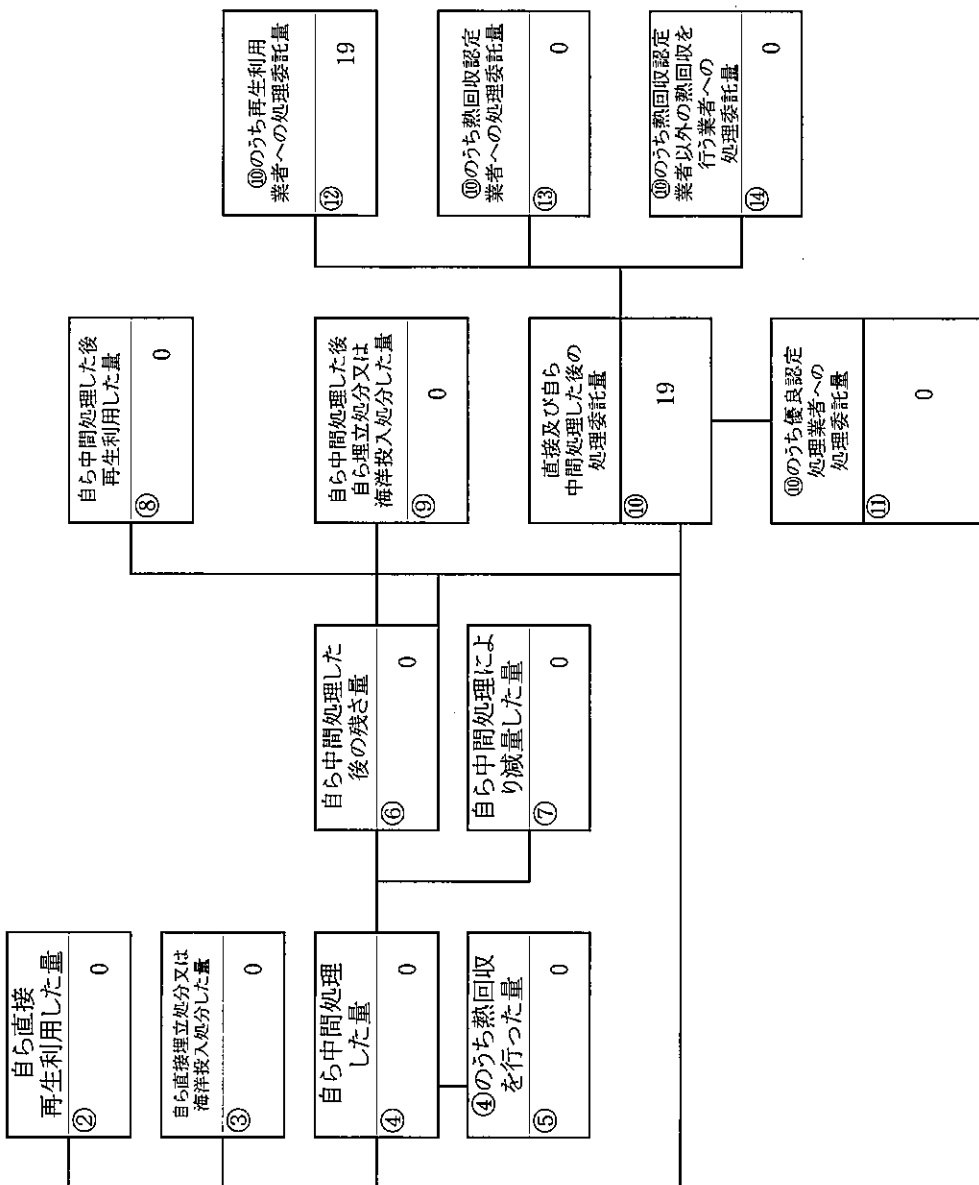 自ら直接
再生利用した量
②
0
自ら直接埋立処分又は
海洋投入処分した量
③
0
自ら中間処理
した量
④
0
④のうち熱回収
を行った量
⑤
0
自ら中間処理した
後の残さ量
⑥
0
自ら中間処理によ
り減量した量
⑦
0
自ら中間処理した後
再生利用した量
⑧
0
自ら中間処理した後
自ら埋立処分又は
海洋投入処分した量
⑨
0
直接及び自ら
中間処理した後の
処理委託量
⑩
19
⑩のうち優良認定
処理業者への
処理委託量
⑪
0
⑩のうち再生利用
業者への処理委託量
⑫
19
⑩のうち熱回収認定
業者への処理委託量
⑬
0
⑩のうち熱回収認定
業者以外の熱回収を
行う業者への
処理委託量
⑭
0